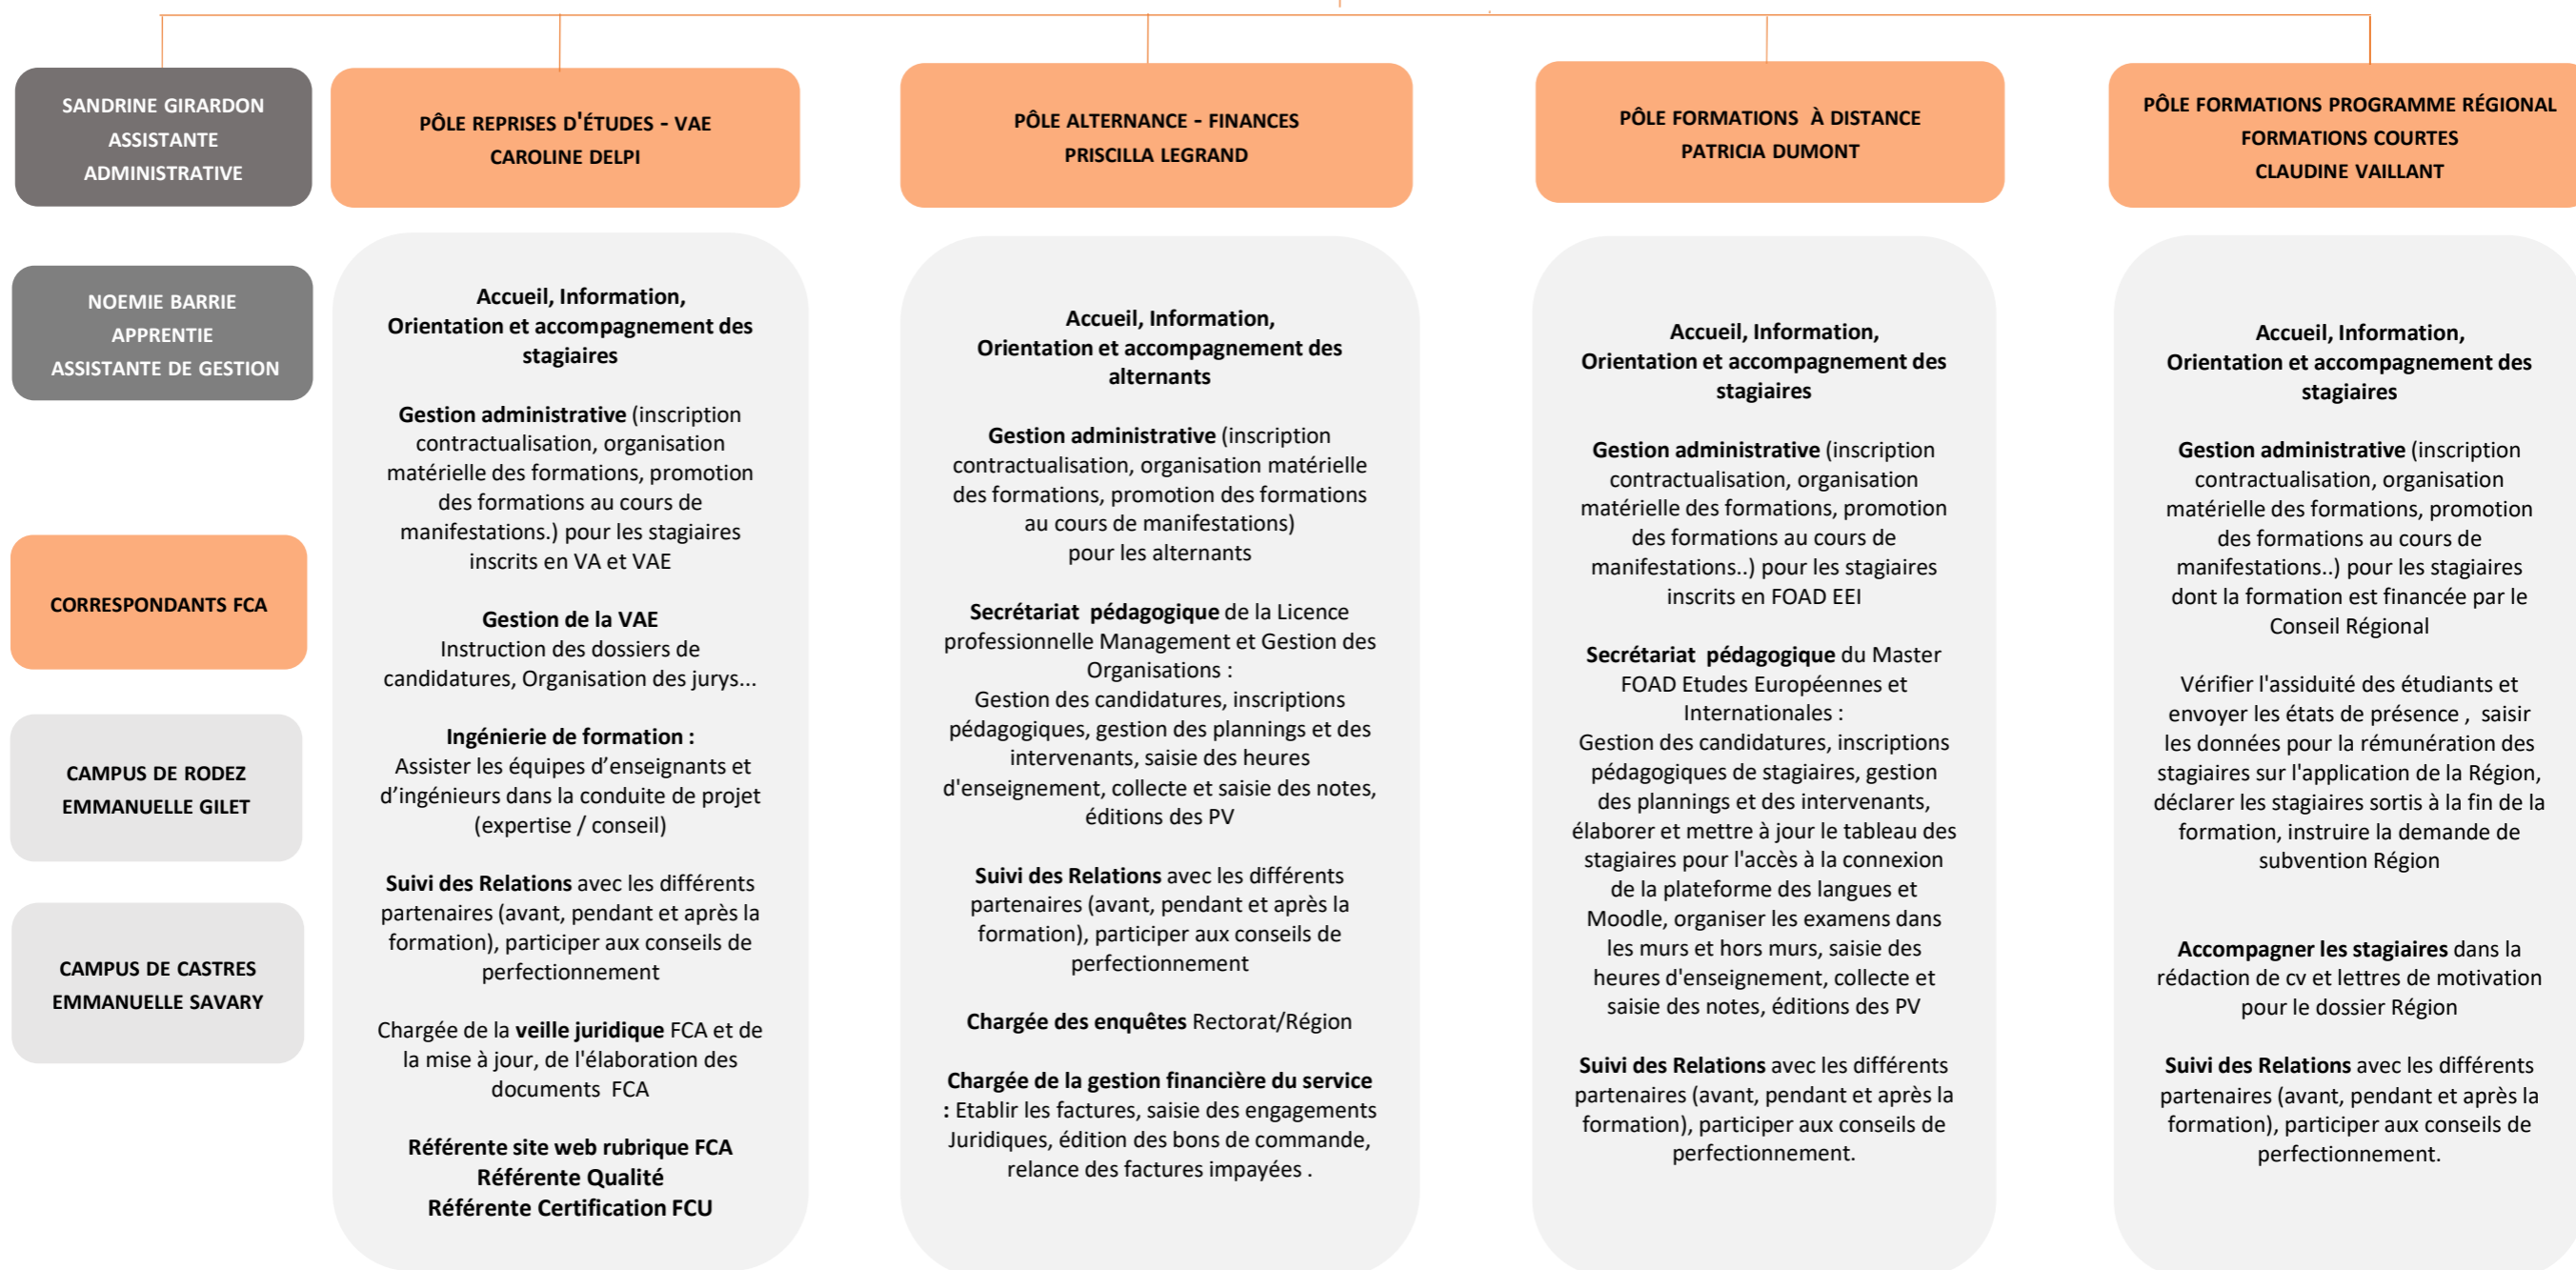 SANDRINE GIRARDON
ASSISTANTE
ADMINISTRATIVE
NOEMIE BARRIE
APPRENTIE
ASSISTANTE DE GESTION
CORRESPONDANTS FCA
CAMPUS DE RODEZ
EMMANUELLE GILET
CAMPUS DE CASTRES
EMMANUELLE SAVARY
PÔLE REPRISES D'ÉTUDES - VAE
CAROLINE DELPI
Accueil, Information,
Orientation et accompagnement des
stagiaires
Gestion administrative (inscription
contractualisation, organisation
matérielle des formations, promotion
des formations au cours de
manifestations.) pour les stagiaires
inscrits en VA et VAE
Gestion de la VAE
Instruction des dossiers de
candidatures, Organisation des jurys...
Ingénierie de formation :
Assister les équipes d’enseignants et
d’ingénieurs dans la conduite de projet
(expertise / conseil)
Suivi des Relations avec les différents
partenaires (avant, pendant et après la
formation), participer aux conseils de
perfectionnement
Chargée de la veille juridique FCA et de
la mise à jour, de l'élaboration des
documents  FCA
Référente site web rubrique FCA
Référente Qualité
Référente Certification FCU
PÔLE ALTERNANCE - FINANCES
PRISCILLA LEGRAND
Accueil, Information,
Orientation et accompagnement des
alternants
Gestion administrative (inscription
contractualisation, organisation matérielle
des formations, promotion des formations
au cours de manifestations)
pour les alternants
Secrétariat  pédagogique de la Licence
professionnelle Management et Gestion des
Organisations :
Gestion des candidatures, inscriptions
pédagogiques, gestion des plannings et des
intervenants, saisie des heures
d'enseignement, collecte et saisie des notes,
éditions des PV
Suivi des Relations avec les différents
partenaires (avant, pendant et après la
formation), participer aux conseils de
perfectionnement
Chargée des enquêtes Rectorat/Région
Chargée de la gestion financière du service
: Etablir les factures, saisie des engagements
Juridiques, édition des bons de commande,
relance des factures impayées .
PÔLE FORMATIONS  À DISTANCE
PATRICIA DUMONT
Accueil, Information,
Orientation et accompagnement des
stagiaires
Gestion administrative (inscription
contractualisation, organisation
matérielle des formations, promotion
des formations au cours de
manifestations..) pour les stagiaires
inscrits en FOAD EEI
Secrétariat  pédagogique du Master
FOAD Etudes Européennes et
Internationales :
Gestion des candidatures, inscriptions
pédagogiques de stagiaires, gestion
des plannings et des intervenants,
élaborer et mettre à jour le tableau des
stagiaires pour l'accès à la connexion
de la plateforme des langues et
Moodle, organiser les examens dans
les murs et hors murs, saisie des
heures d'enseignement, collecte et
saisie des notes, éditions des PV
Suivi des Relations avec les différents
partenaires (avant, pendant et après la
formation), participer aux conseils de
perfectionnement.
PÔLE FORMATIONS PROGRAMME RÉGIONAL
FORMATIONS COURTES
CLAUDINE VAILLANT
Accueil, Information,
Orientation et accompagnement des
stagiaires
Gestion administrative (inscription
contractualisation, organisation
matérielle des formations, promotion
des formations au cours de
manifestations..) pour les stagiaires
dont la formation est financée par le
Conseil Régional
Vérifier l'assiduité des étudiants et
envoyer les états de présence ,  saisir
les données pour la rémunération des
stagiaires sur l'application de la Région,
déclarer les stagiaires sortis à la fin de la
formation, instruire la demande de
subvention Région
Accompagner les stagiaires dans la
rédaction de cv et lettres de motivation
pour le dossier Région
Suivi des Relations avec les différents
partenaires (avant, pendant et après la
formation), participer aux conseils de
perfectionnement.